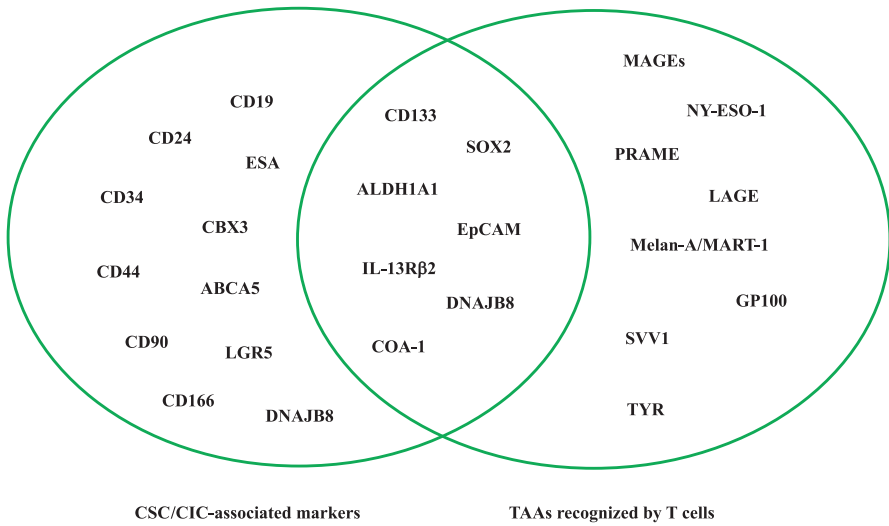 MAGEs
CD19
NY-ESO-1
CD133
CD24
SOX2
PRAME
ESA
ALDH1A1
CD34
LAGE
CBX3
EpCAM
Melan-A/MART-1
CD44
IL-13Rβ2
ABCA5
DNAJB8
GP100
CD90
COA-1
SVV1
LGR5
CD166
DNAJB8
TYR
CSC/CIC-associated markers
TAAs recognized by T cells